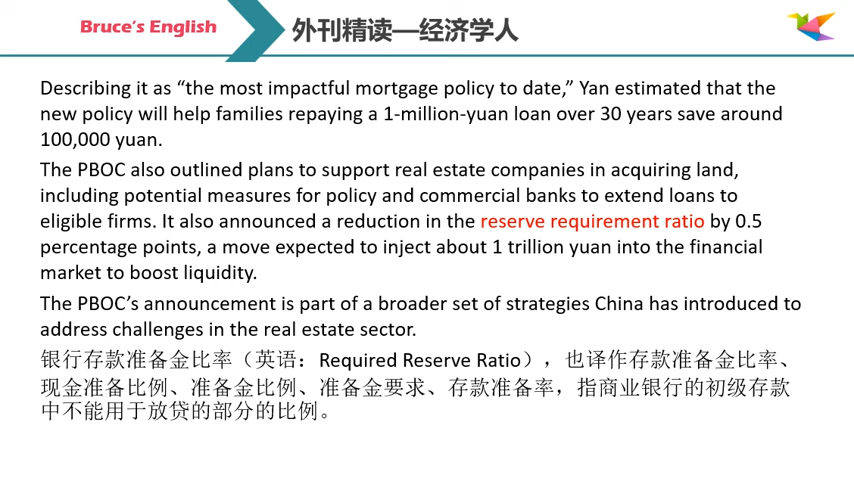 Bruce's English
外刊精读—经济学人
Describing it as “the most impactful mortgage policy to date,” Yan estimated that the
new policy will help families repaying a 1-million-yuan loan over 30 years save around
100,000 yuan.
The PBOC also outlined plans to support real estate companies in acquiring land,
including potential measures for policy and commercial banks to extend loans to
eligible firms. It also announced a reduction in the reserve requirement ratio by 0.5
percentage points, a move expected to inject about 1 trillion yuan into the financial
market to boost liquidity.
The PBOC’s announcement is part of a broader set of strategies China has introduced to
address challenges in the real estate sector.
银行存款准备金比率（英语：Required Reserve Ratio），也译作存款准备金比率、
现金准备比例、准备金比例、准备金要求、存款准备率，指商业银行的初级存款
中不能用于放贷的部分的比例。